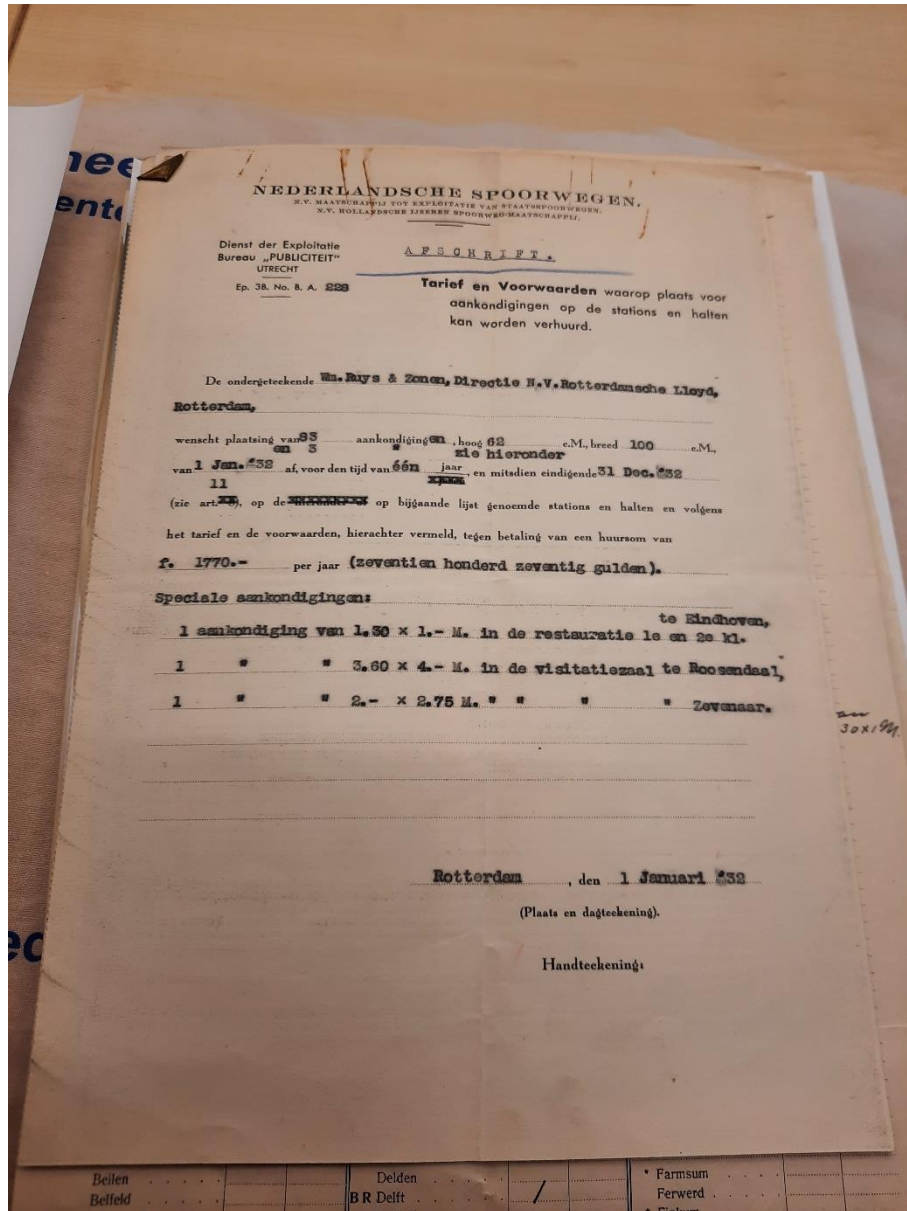 nee
ente
NEDERLANDSCHE SPOORWEGEN.
N.V. MAATSCHAPPIJ TOT EXPLOITATIE VAN STAATSSPOORWEGEN.
N.V. HOLLANDSCHE IJZEREN SPOORWEG-MAATSCHAPPIJ.
Dienst der Exploitatie
Bureau „PUBLICITEIT"
UTRECHT
Ep. 3B. No. B. A. 228
AFSCHRIFT.
Tarief en Voorwaarden waarop plaats voor
aankondigingen op de stations en halten
kan worden verhuurd.
De ondergeteekende Wm.Ruys & Zonen, Directie N.V.Rotterdamsche Lloyd,
Rotterdam,
wenscht plaatsing van 83 aankondigingen, hoog 62 c.M., breed 100 c.M.,
en 3 " zie hieronder
van 1 Jan. '32 af, voor den tijd van één jaar, en mitsdien eindigende 31 Dec. '32
11
(zie art. ), op de op bijgaande lijst genoemde stations en halten en volgens
het tarief en de voorwaarden, hierachter vermeld, tegen betaling van een huursom van
f. 1770.- per jaar (zeventien honderd zeventig gulden).
Speciale aankondigingen:
te Eindhoven,
1 aankondiging van 1.30 x 1.- M. in de restauratie 1e en 2e kl.
1 " " 3.60 x 4.- M. in de visitatiezaal te Roosendaal,
1 " " 2.- x 2.75 M. " " " " Zevenaar.
30x1 M.
Rotterdam, den 1 Januari '32
(Plaats en dagteekening).
Handteekening:
Beilen
Belfeld
Delden
B R Delft /
* Farmsum
Ferwerd